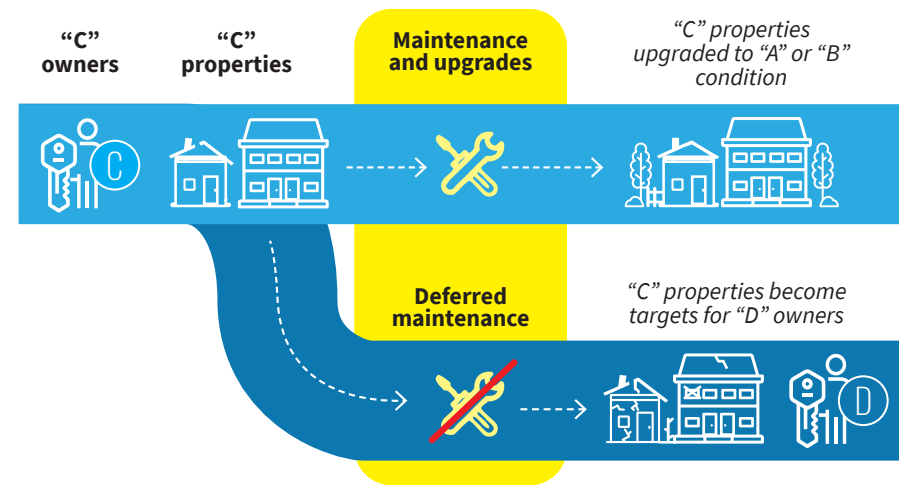 “C”
owners
“C”
properties
Maintenance
and upgrades
“C” properties
upgraded to “A” or “B”
condition
C
Deferred
maintenance
“C” properties become
targets for “D” owners
D